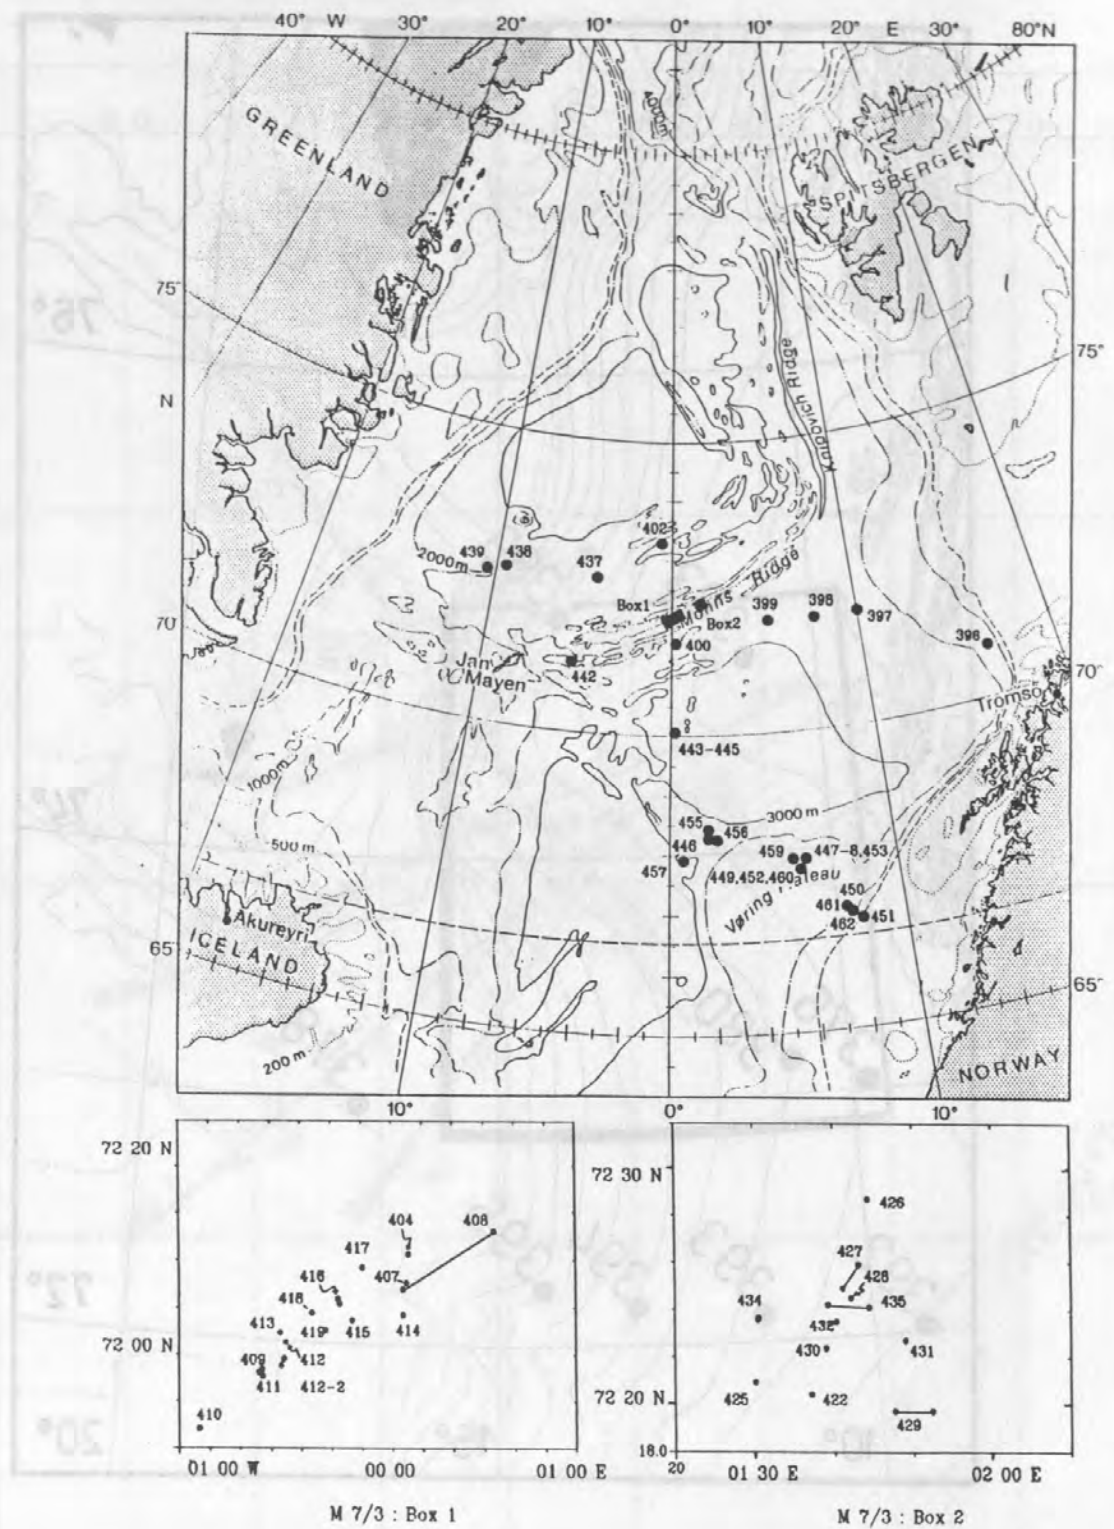 40° W 30° 20° 10° 0° 10° 20° E 30° 80°N
4000m
GREENLAND
SPITSBERGEN
75°
75°
N
Knipovich Ridge
402
439 438
2000m
437
Mohns Ridge
Box1
Box2
399 398
397
396
70°
400
Jan Mayen
442
70°
Tromsø
443-445
1000m
3000m
500m
455
456
446
457
459
447-8,453
449,452,460
Vøring Plateau
450
461
462
451
Akureyri
65°
ICELAND
65°
200m
NORWAY
10° 0° 10°
72 20 N
72 00 N
404
408
417
407
416
418
413
419
415
414
409
412
411
412-2
410
01 00 W 00 00 01 00 E
M 7/3 : Box 1
72 30 N
72 20 N
18.0
426
427
428
434
435
432
430
431
425
422
429
20 01 30 E 02 00 E
M 7/3 : Box 2